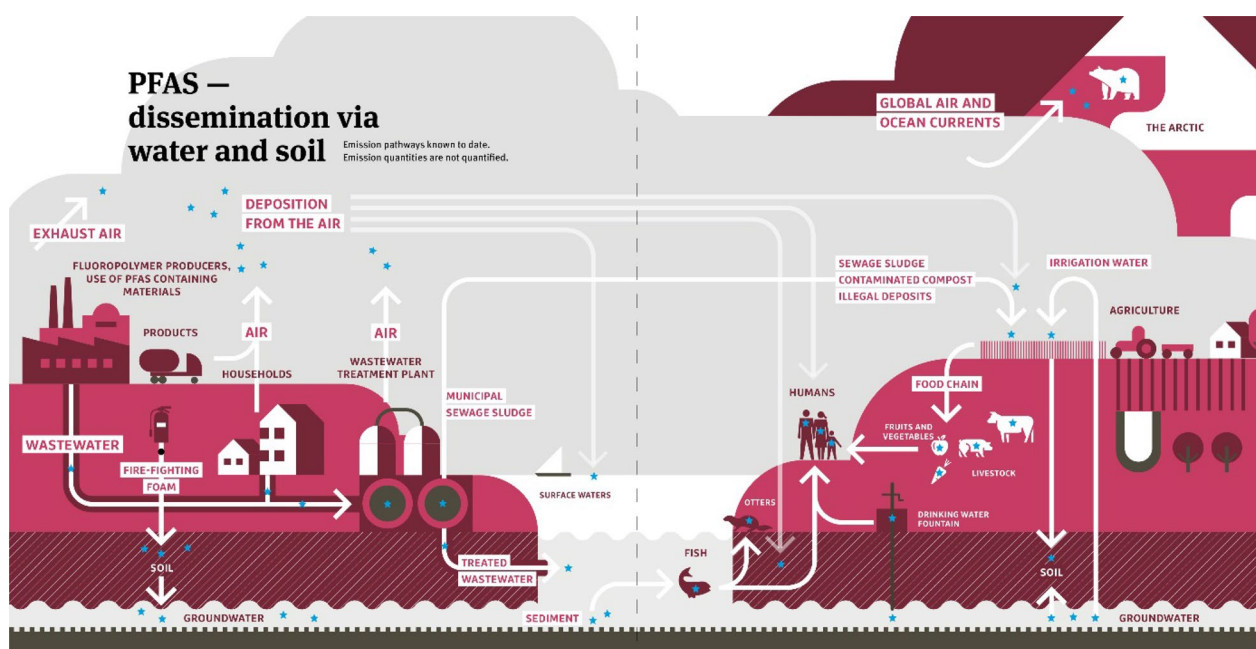 PFAS —
dissemination via
water and soil
Emission pathways known to date.
Emission quantities are not quantified.
GLOBAL AIR AND
OCEAN CURRENTS
THE ARCTIC
DEPOSITION
FROM THE AIR
EXHAUST AIR
FLUOROPOLYMER PRODUCERS,
USE OF PFAS CONTAINING
MATERIALS
SEWAGE SLUDGE
CONTAMINATED COMPOST
ILLEGAL DEPOSITS
IRRIGATION WATER
AGRICULTURE
PRODUCTS
AIR
AIR
HOUSEHOLDS
WASTEWATER
TREATMENT PLANT
MUNICIPAL
SEWAGE SLUDGE
HUMANS
FOOD CHAIN
FRUITS AND
VEGETABLES
LIVESTOCK
WASTEWATER
FIRE-FIGHTING
FOAM
SURFACE WATERS
OTTERS
DRINKING WATER
FOUNTAIN
SOIL
TREATED
WASTEWATER
FISH
SOIL
GROUNDWATER
SEDIMENT
GROUNDWATER